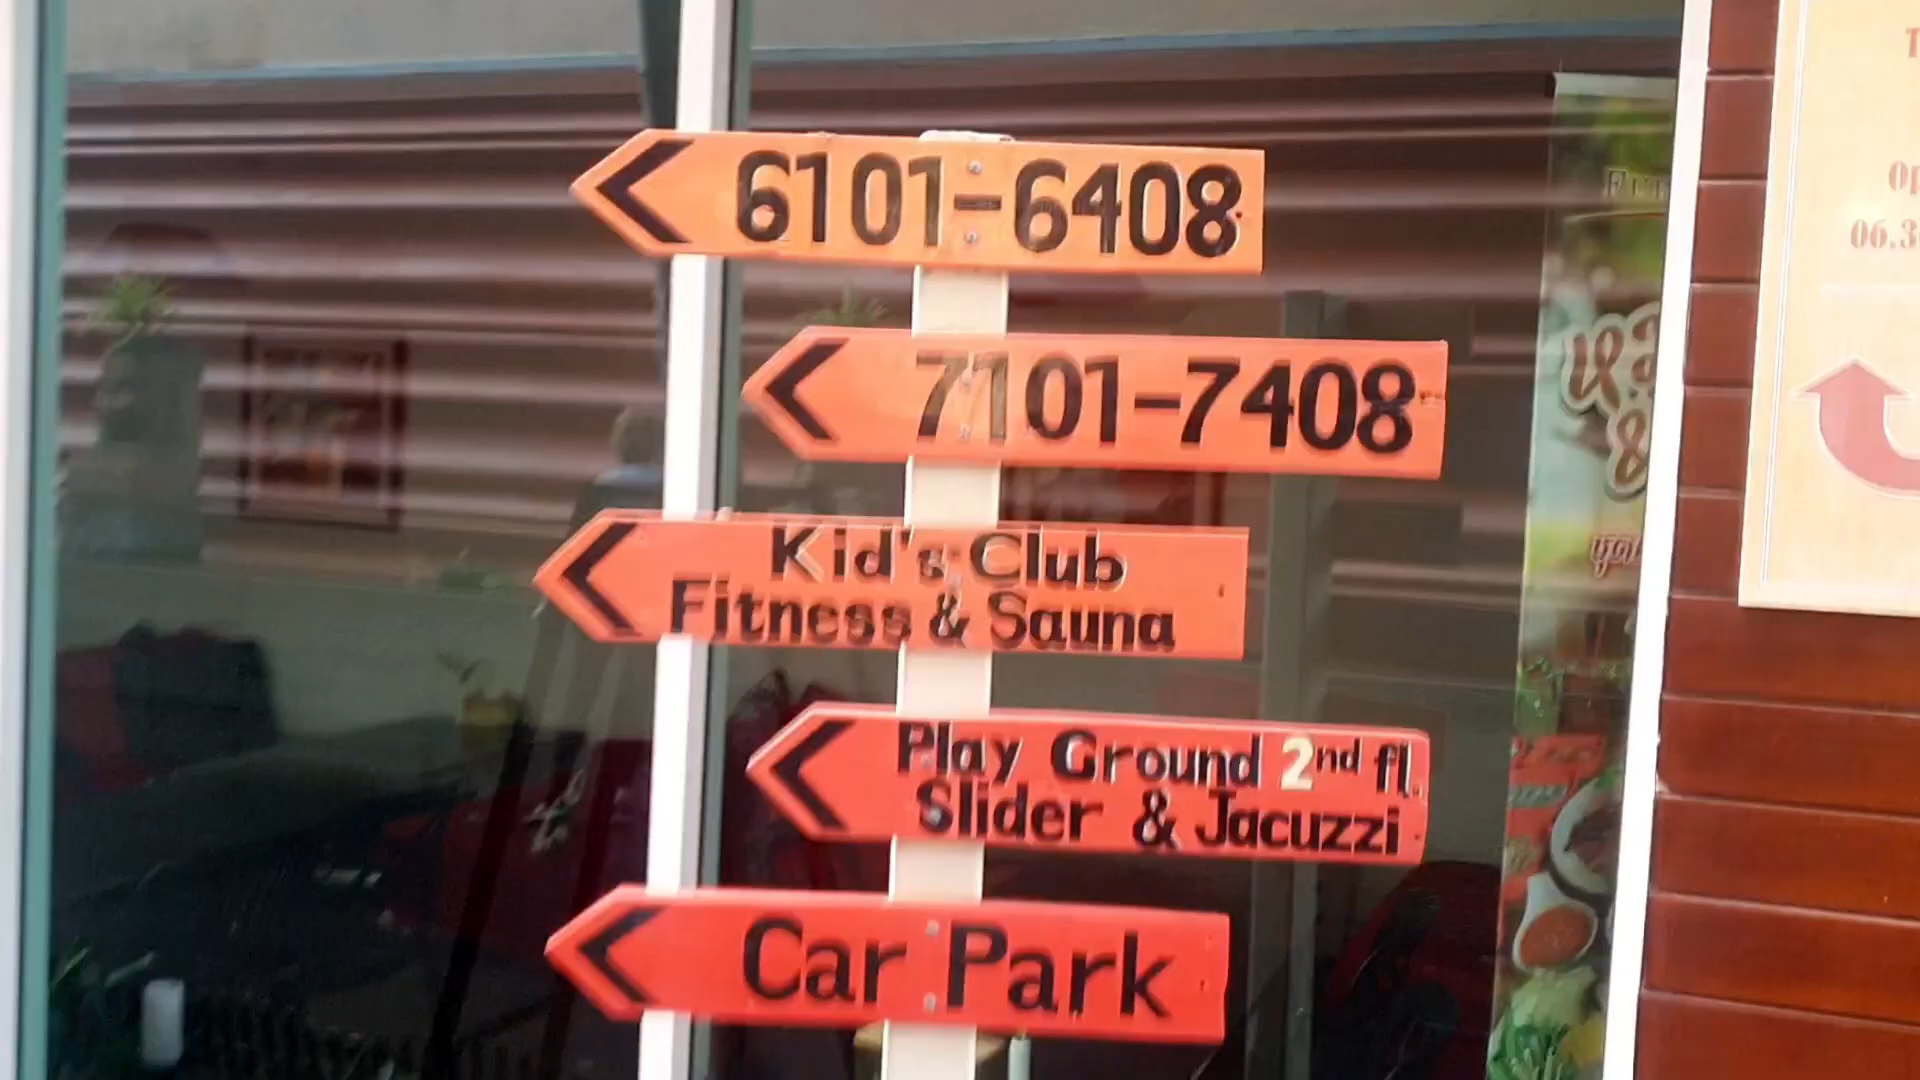 6101-6408
7101-7408
Kid's Club
Fitness & Sauna
Play Ground 2nd fl.
Slider & Jacuzzi
Car Park